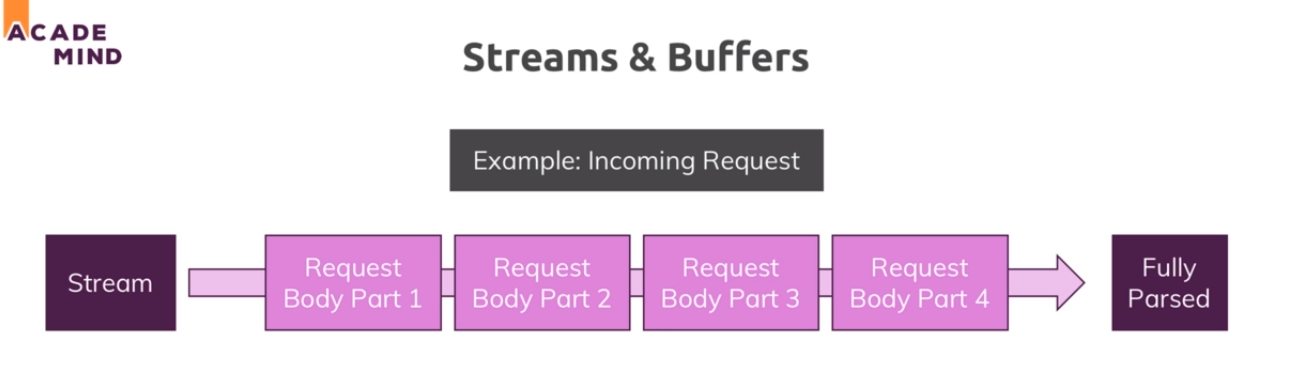 ACADE
MIND
Streams & Buffers
Example: Incoming Request
Stream
Request
Body Part 1
Request
Body Part 2
Request
Body Part 3
Request
Body Part 4
Fully
Parsed